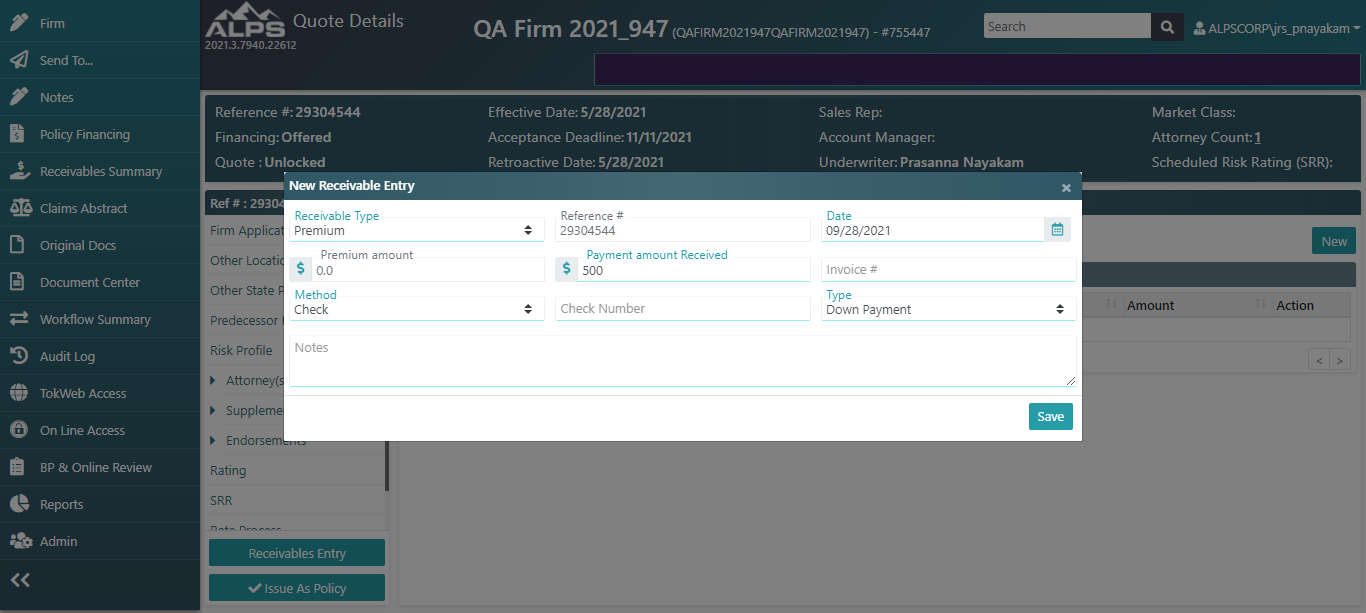 Firm
Send To...
Notes
Policy Financing
Receivables Summary
Claims Abstract
Original Docs
Document Center
Workflow Summary
Audit Log
TokWeb Access
On Line Access
BP & Online Review
Reports
Admin
ALPS
2021.3.7940.22612
Quote Details
QA Firm 2021_947 (QAFIRM2021947QAFIRM2021947) - #755447
Search
ALPSCORP\jrs_pnayakam
Reference #: 29304544
Effective Date: 5/28/2021
Sales Rep:
Market Class:
Financing: Offered
Acceptance Deadline: 11/11/2021
Account Manager:
Attorney Count: 1
Quote : Unlocked
Retroactive Date: 5/28/2021
Underwriter: Prasanna Nayakam
Scheduled Risk Rating (SRR):
Ref # : 29304
Firm Applicat
Other Locatio
Other State P
Predecessor
Risk Profile
Attorney(s
Suppleme
Endorsements
Rating
SRR
Rate Process
Receivables Entry
Issue As Policy
New
Amount
Action
< >
New Receivable Entry
×
Receivable Type
Premium
Reference #
29304544
Date
09/28/2021
Premium amount
$ 0.0
Payment amount Received
$ 500
Invoice #
Method
Check
Check Number
Type
Down Payment
Notes
Save